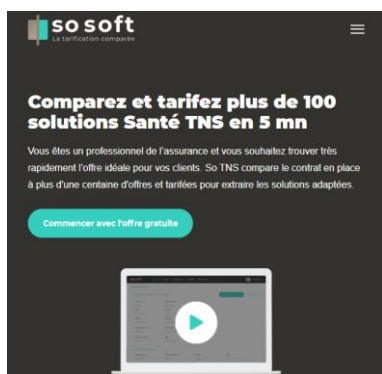 so soft
La tarification comparée
Comparez et tarifez plus de 100
solutions Santé TNS en 5 mn
Vous êtes un professionnel de l'assurance et vous souhaitez trouver très
rapidement l'offre idéale pour vos clients. So TNS compare le contrat en place
à plus d'une centaine d'offres et tarifées pour extraire les solutions adaptées.
Commencer avec l'offre gratuite